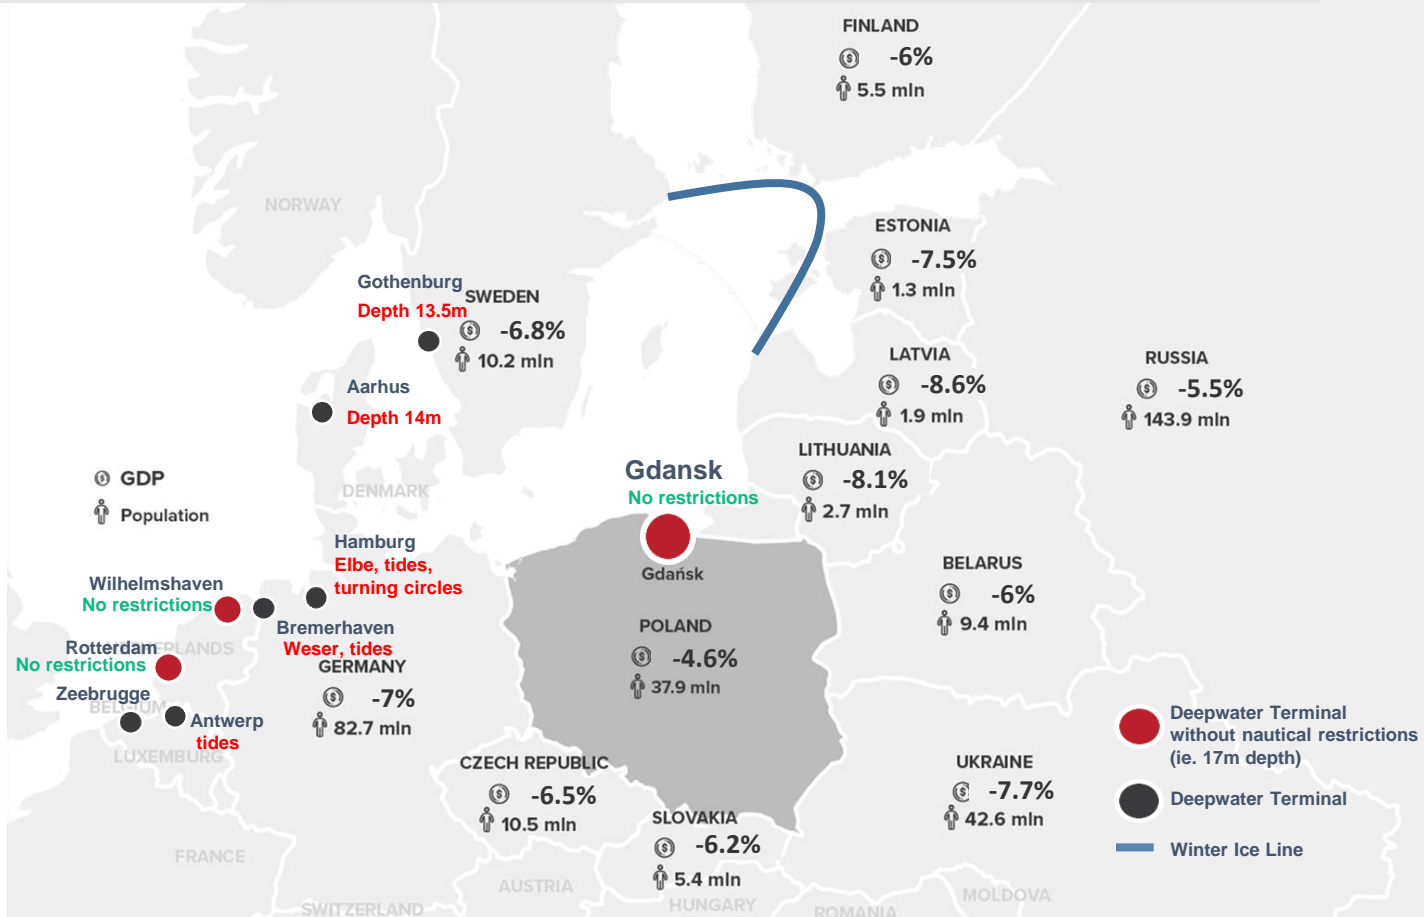 FINLAND
-6%
5.5 mln
NORWAY
ESTONIA
-7.5%
1.3 mln
Gothenburg
Depth 13.5m
SWEDEN
-6.8%
10.2 mln
LATVIA
-8.6%
1.9 mln
RUSSIA
-5.5%
143.9 mln
Aarhus
Depth 14m
LITHUANIA
-8.1%
2.7 mln
GDP
Population
DENMARK
Gdansk
No restrictions
Gdańsk
Hamburg
Elbe, tides,
turning circles
BELARUS
-6%
9.4 mln
Wilhelmshaven
No restrictions
Bremerhaven
Weser, tides
POLAND
-4.6%
37.9 mln
NETHERLANDS
Rotterdam
No restrictions
GERMANY
-7%
82.7 mln
Zeebrugge
BELGIUM
Antwerp
tides
LUXEMBURG
CZECH REPUBLIC
-6.5%
10.5 mln
SLOVAKIA
-6.2%
5.4 mln
UKRAINE
-7.7%
42.6 mln
Deepwater Terminal
without nautical restrictions
(ie. 17m depth)
Deepwater Terminal
Winter Ice Line
FRANCE
AUSTRIA
SWITZERLAND
HUNGARY
ROMANIA
MOLDOVA